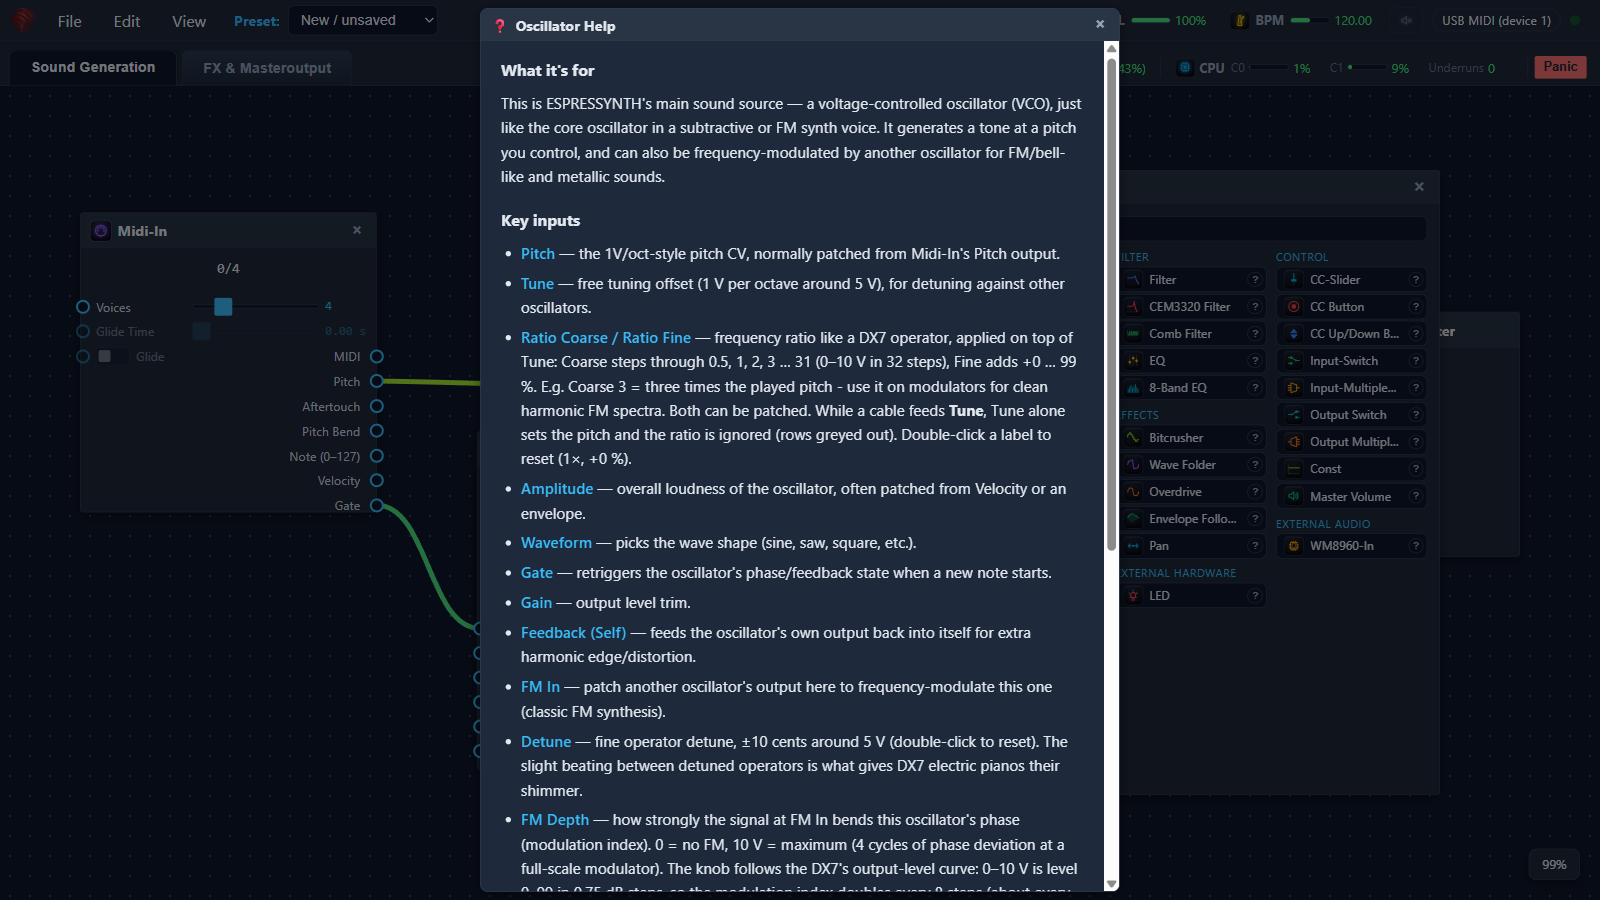 File
Edit
View
Preset:
New / unsaved
100%
BPM
120.00
USB MIDI (device 1)
Sound Generation
FX & Masteroutput
43%)
CPU
C0
1%
C1
9%
Underruns 0
Panic
Oscillator Help
What it's for
This is ESPRESSYNTH's main sound source — a voltage-controlled oscillator (VCO), just
like the core oscillator in a subtractive or FM synth voice. It generates a tone at a pitch
you control, and can also be frequency-modulated by another oscillator for FM/bell-
like and metallic sounds.
Key inputs
• Pitch — the 1V/oct-style pitch CV, normally patched from Midi-In's Pitch output.
• Tune — free tuning offset (1 V per octave around 5 V), for detuning against other
oscillators.
• Ratio Coarse / Ratio Fine — frequency ratio like a DX7 operator, applied on top of
Tune: Coarse steps through 0.5, 1, 2, 3 ... 31 (0–10 V in 32 steps), Fine adds +0 ... 99
%. E.g. Coarse 3 = three times the played pitch - use it on modulators for clean
harmonic FM spectra. Both can be patched. While a cable feeds Tune, Tune alone
sets the pitch and the ratio is ignored (rows greyed out). Double-click a label to
reset (1×, +0 %).
• Amplitude — overall loudness of the oscillator, often patched from Velocity or an
envelope.
• Waveform — picks the wave shape (sine, saw, square, etc.).
• Gate — retriggers the oscillator's phase/feedback state when a new note starts.
• Gain — output level trim.
• Feedback (Self) — feeds the oscillator's own output back into itself for extra
harmonic edge/distortion.
• FM In — patch another oscillator's output here to frequency-modulate this one
(classic FM synthesis).
• Detune — fine operator detune, ±10 cents around 5 V (double-click to reset). The
slight beating between detuned operators is what gives DX7 electric pianos their
shimmer.
• FM Depth — how strongly the signal at FM In bends this oscillator's phase
(modulation index). 0 = no FM, 10 V = maximum (4 cycles of phase deviation at a
full-scale modulator). The knob follows the DX7's output-level curve: 0–10 V is level
Midi-In
0/4
Voices
4
Glide Time
0.00 s
Glide
MIDI
Pitch
Aftertouch
Pitch Bend
Note (0–127)
Velocity
Gate
ILTER
Filter ?
CEM3320 Filter ?
Comb Filter ?
EQ ?
8-Band EQ ?
FFECTS
Bitcrusher ?
Wave Folder ?
Overdrive ?
Envelope Follo... ?
Pan ?
XTERNAL HARDWARE
LED ?
CONTROL
CC-Slider ?
CC Button ?
CC Up/Down B... ?
Input-Switch ?
Input-Multiple... ?
Output Switch ?
Output Multipl... ?
Const ?
Master Volume ?
EXTERNAL AUDIO
WM8960-In ?
ter
99%